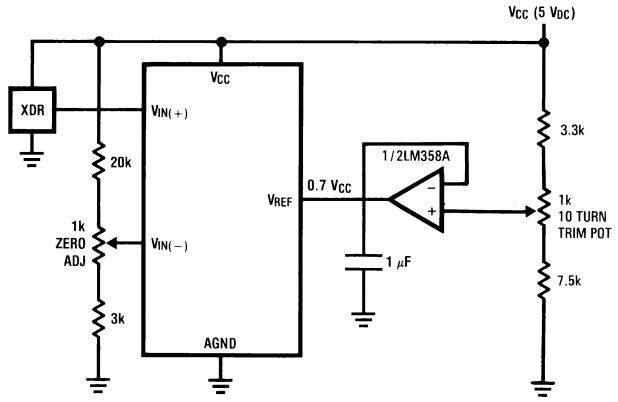 VCC (5 VDC)
XDR
VCC
VIN(+)
20k
1k
ZERO
ADJ
VIN(−)
3k
AGND
VREF
0.7 VCC
1/2LM358A
−
+
1 μF
3.3k
1k
10 TURN
TRIM POT
7.5k